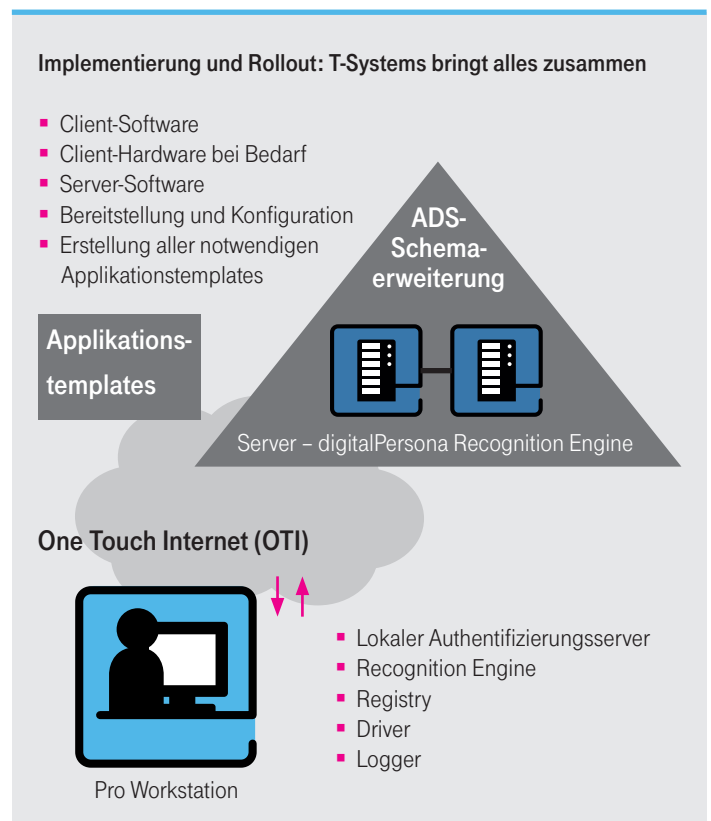 Implementierung und Rollout: T-Systems bringt alles zusammen
Client-Software
Client-Hardware bei Bedarf
Server-Software
Bereitstellung und Konfiguration
Erstellung aller notwendigen
Applikationstemplates
ADS-
Schema-
erweiterung
Applikations-
templates
Server – digitalPersona Recognition Engine
One Touch Internet (OTI)
Lokaler Authentifizierungsserver
Recognition Engine
Registry
Driver
Logger
Pro Workstation